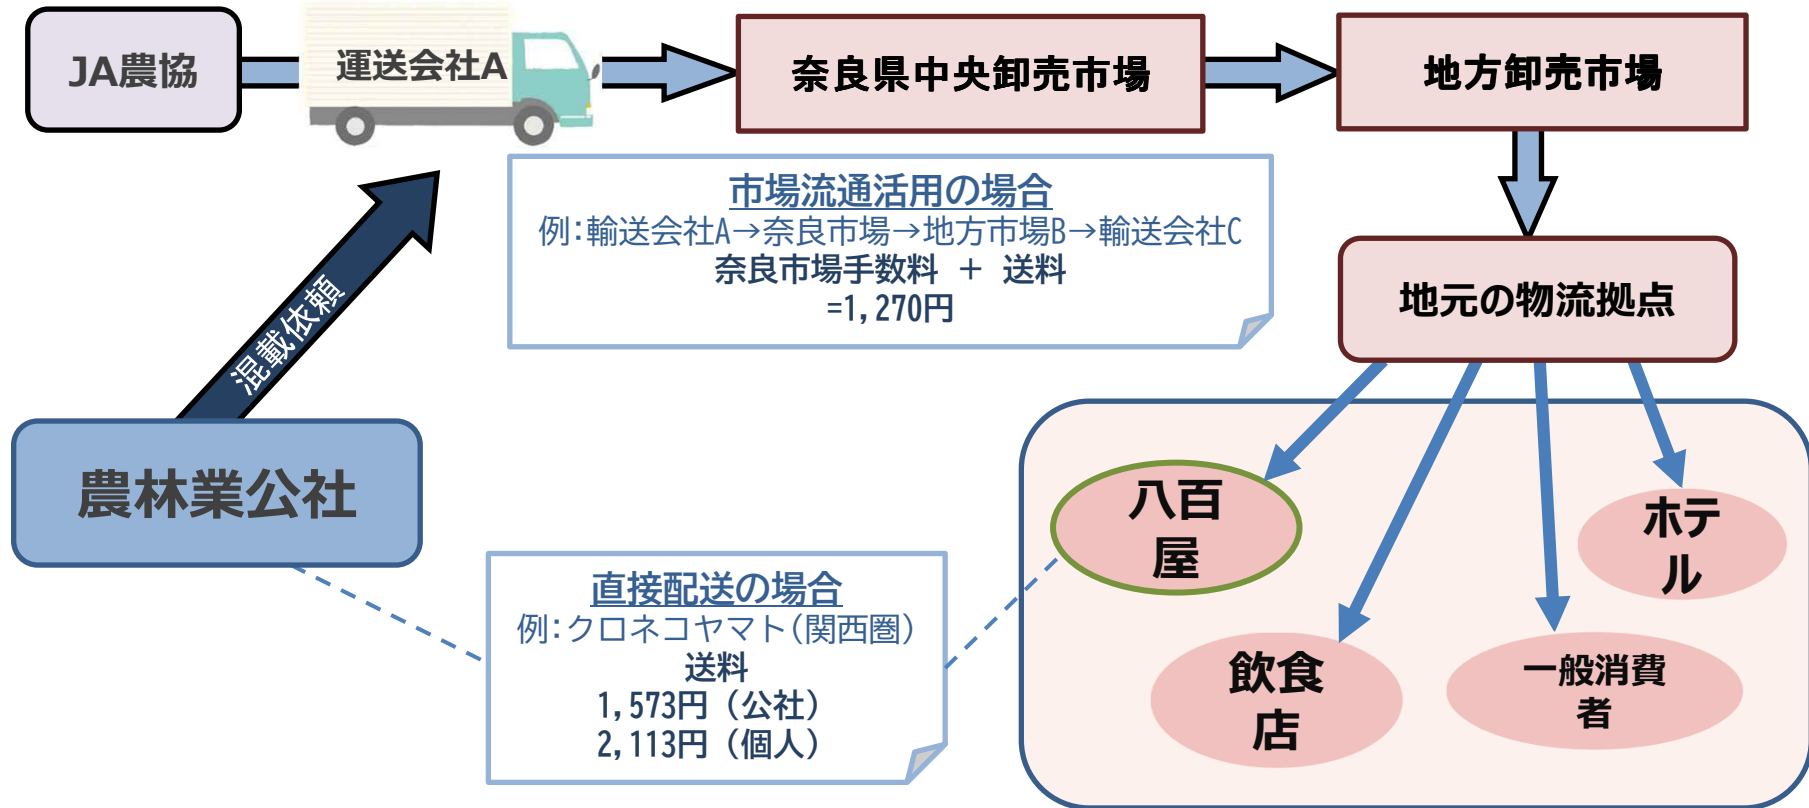 JA農協
運送会社A
奈良県中央卸売市場
地方卸売市場
市場流通活用の場合
例:輸送会社A→奈良市場→地方市場B→輸送会社C
奈良市場手数料 + 送料
=1,270円
地元の物流拠点
混載依頼
農林業公社
直接配送の場合
例:クロネコヤマト(関西圏)
送料
1,573円(公社)
2,113円(個人)
八百
屋
ホテ
ル
飲食
店
一般消費
者